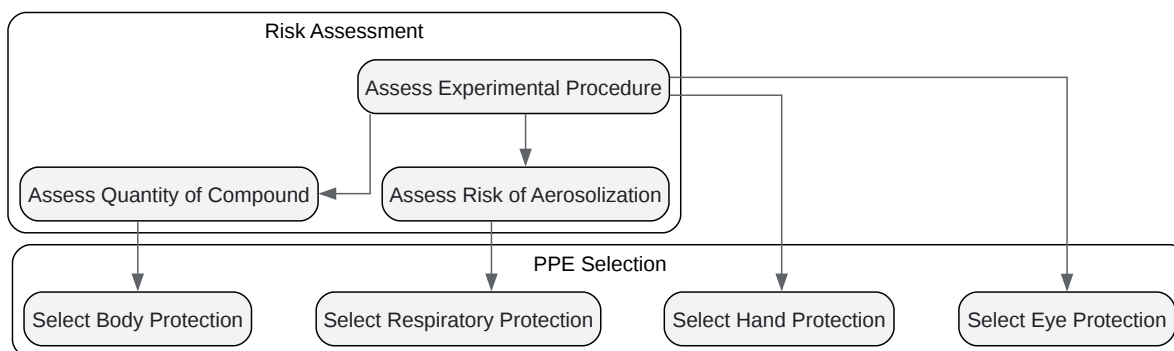 Risk Assessment
Assess Experimental Procedure
Assess Quantity of Compound
Assess Risk of Aerosolization
PPE Selection
Select Body Protection
Select Respiratory Protection
Select Hand Protection
Select Eye Protection